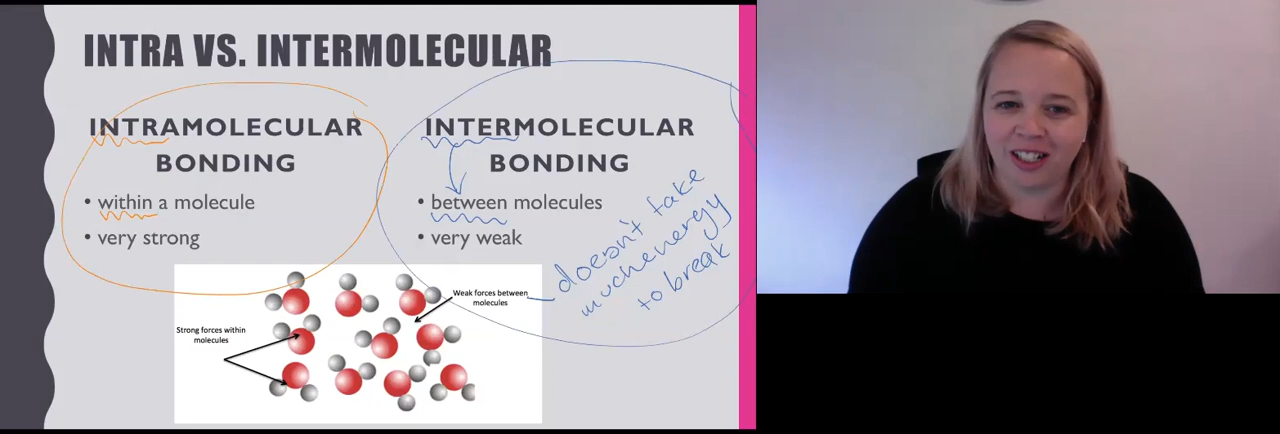 INTRA VS. INTERMOLECULAR
INTRAMOLECULAR
BONDING
• within a molecule
• very strong
INTERMOLECULAR
BONDING
• between molecules
• very weak
doesn't take
much energy
to break
Weak forces between
molecules
Strong forces within
molecules